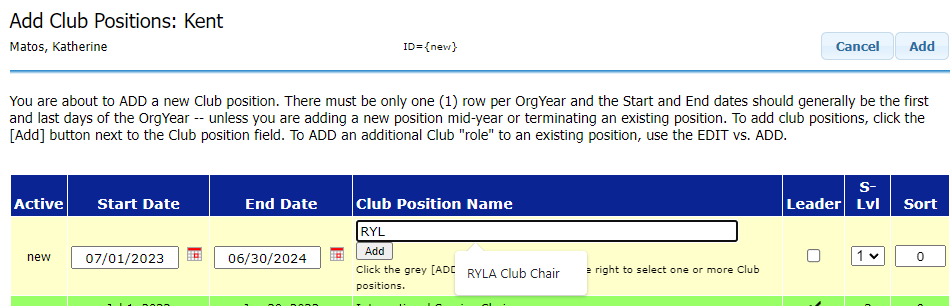 Add Club Positions: Kent
Matos, Katherine
ID={new}
Cancel
Add
You are about to ADD a new Club position. There must be only one (1) row per OrgYear and the Start and End dates should generally be the first
and last days of the OrgYear -- unless you are adding a new position mid-year or terminating an existing position. To add club positions, click the
[Add] button next to the Club position field. To ADD an additional Club "role" to an existing position, use the EDIT vs. ADD.
Active Start Date End Date Club Position Name Leader S-Lvl Sort
RYL
new 07/01/2023 06/30/2024 Add 1 0
RYLA Club Chair
Click the grey [ADD e right to select one or more Club
positions.